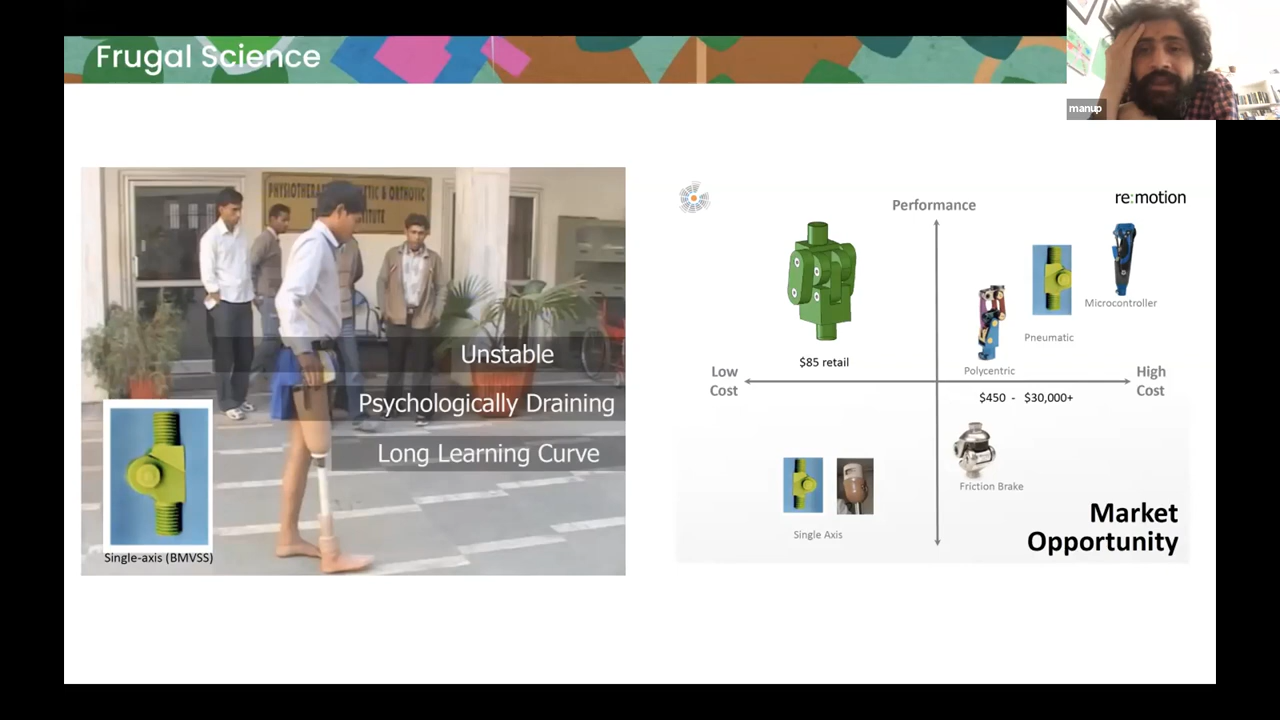 Frugal Science
manup
PHYSIOTHERAPY
Unstable
Psychologically Draining
Long Learning Curve
Single-axis (BMVSS)
re:motion
Performance
Microcontroller
Pneumatic
Polycentric
$85 retail
Low
Cost
High
Cost
$450 - $30,000+
Friction Brake
Single Axis
Market
Opportunity